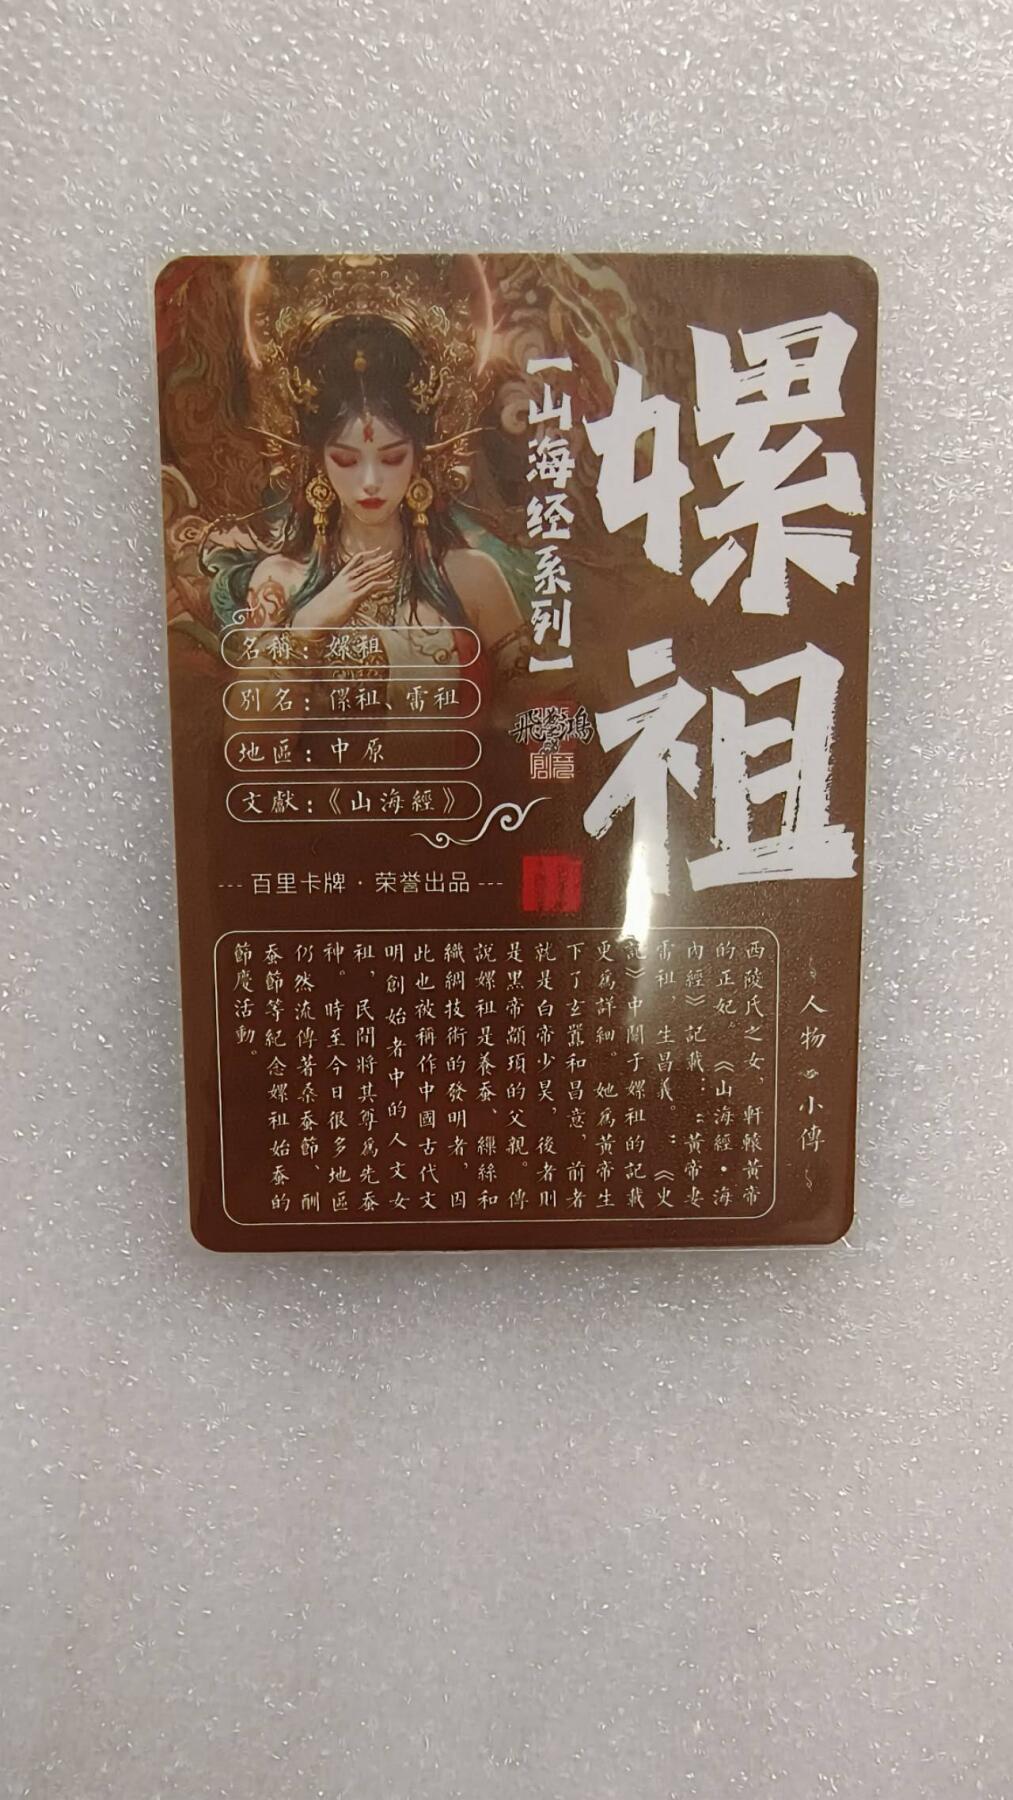 嫘祖
【山海经系列】
飛鴻
創意
名稱：嫘祖
別名：傫祖、雷祖
地區：中原
文獻：《山海經》
--- 百里卡牌 · 荣誉出品 ---
人物 小傳
西陵氏之女，軒轅黃帝
的正妃。《山海經·海
內經》記載：：黃帝妻
雷祖，生昌義。：《史
記》中關于嫘祖的記載
更為詳細。她為黃帝生
下了玄囂和昌意，前者
就是白帝少昊，後者則
是黑帝顓頊的父親。傳
說嫘祖是養蚕、繅絲和
織綢技術的發明者，因
此也被稱作中國古代文
明創始者中的人文女
祖，民間將其尊為先蚕
神。時至今日很多地區
仍然流傳著桑蚕節、酬
蚕節等紀念嫘祖始蚕的
節慶活動。